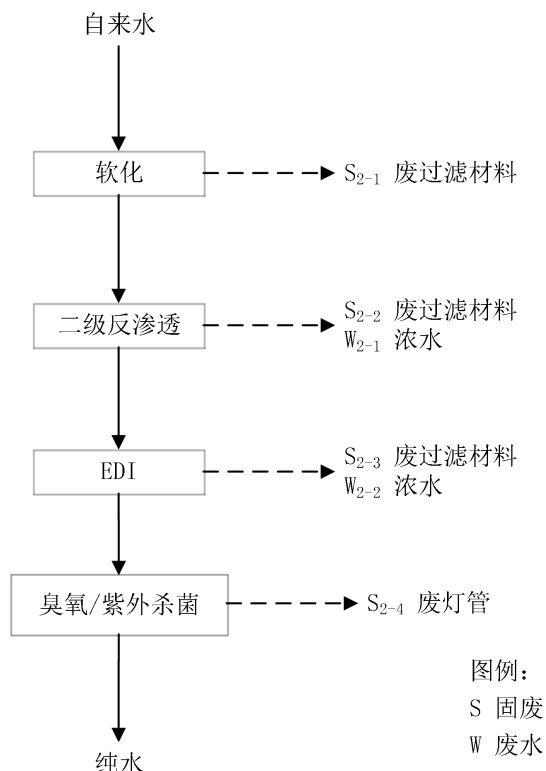 自来水
软化
S₂₋₁ 废过滤材料
二级反渗透
S₂₋₂ 废过滤材料
W₂₋₁ 浓水
EDI
S₂₋₃ 废过滤材料
W₂₋₂ 浓水
臭氧/紫外杀菌
S₂₋₄ 废灯管
纯水
图例：
S 固废
W 废水